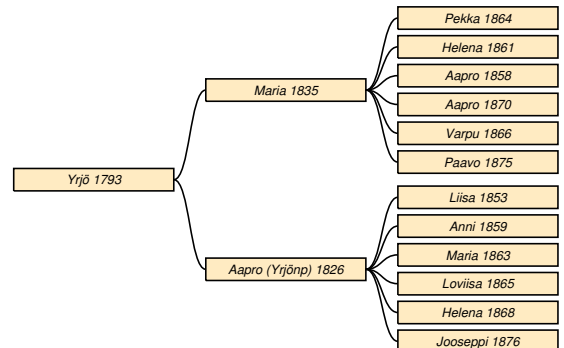 Pekka 1864
Helena 1861
Aapro 1858
Maria 1835
Aapro 1870
Varpu 1866
Paavo 1875
Yrjö 1793
Liisa 1853
Anni 1859
Maria 1863
Aapro (Yrjönp) 1826
Loviisa 1865
Helena 1868
Jooseppi 1876